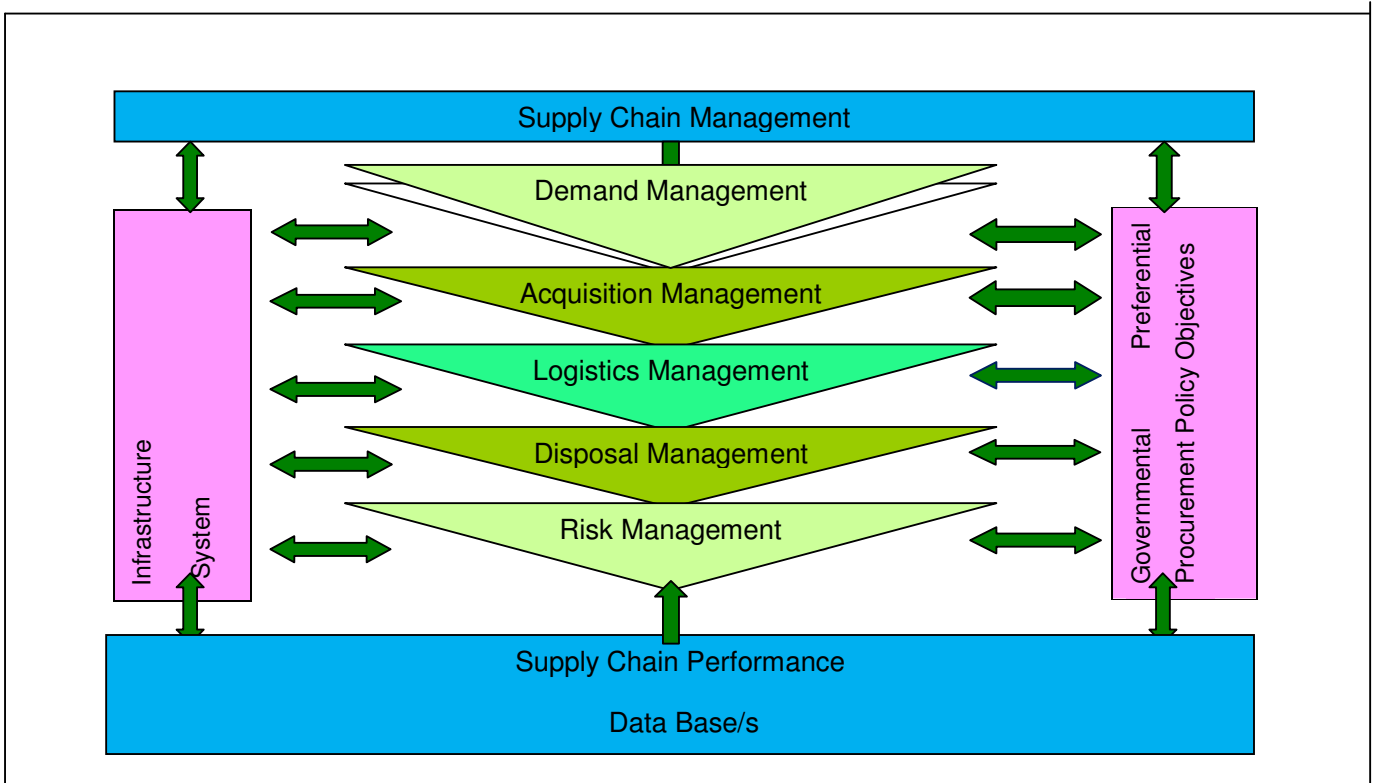 Supply Chain Management
Demand Management
Acquisition Management
Logistics Management
Disposal Management
Risk Management
Infrastructure
System
Governmental Preferential
Procurement Policy Objectives
Supply Chain Performance
Data Base/s